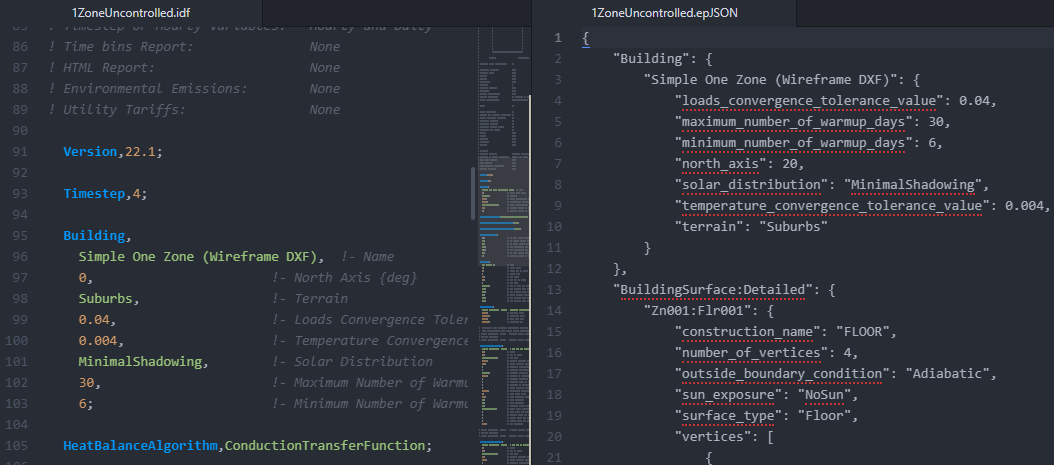 1ZoneUncontrolled.idf
! Timestep or Hourly Variables:   Hourly and Daily
86 ! Time bins Report:              None
87 ! HTML Report:                   None
88 ! Environmental Emissions:       None
89 ! Utility Tariffs:               None
90
91   Version,22.1;
92
93   Timestep,4;
94
95   Building,
96     Simple One Zone (Wireframe DXF),  !- Name
97     0,                       !- North Axis {deg}
98     Suburbs,                 !- Terrain
99     0.04,                    !- Loads Convergence Toler
100     0.004,                   !- Temperature Convergence
101     MinimalShadowing,        !- Solar Distribution
102     30,                      !- Maximum Number of Warmu
103     6;                       !- Minimum Number of Warmu
104
105   HeatBalanceAlgorithm,ConductionTransferFunction;
1ZoneUncontrolled.epJSON
1 {
2     "Building": {
3         "Simple One Zone (Wireframe DXF)": {
4             "loads_convergence_tolerance_value": 0.04,
5             "maximum_number_of_warmup_days": 30,
6             "minimum_number_of_warmup_days": 6,
7             "north_axis": 20,
8             "solar_distribution": "MinimalShadowing",
9             "temperature_convergence_tolerance_value": 0.004,
10             "terrain": "Suburbs"
11         }
12     },
13     "BuildingSurface:Detailed": {
14         "Zn001:Flr001": {
15             "construction_name": "FLOOR",
16             "number_of_vertices": 4,
17             "outside_boundary_condition": "Adiabatic",
18             "sun_exposure": "NoSun",
19             "surface_type": "Floor",
20             "vertices": [
21                 {